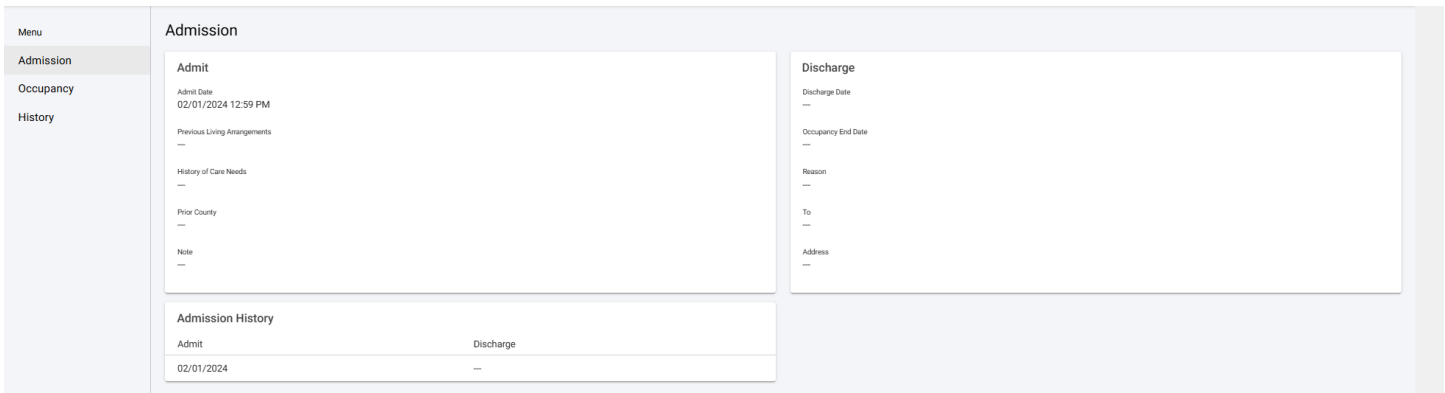 Menu
Admission
Occupancy
History
Admission
Admit
Admit Date
02/01/2024 12:59 PM
Previous Living Arrangements
---
History of Care Needs
---
Prior County
---
Note
---
Discharge
Discharge Date
---
Occupancy End Date
---
Reason
---
To
---
Address
---
Admission History
Admit Discharge
02/01/2024 ---